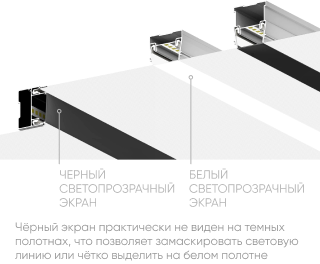 ЧЕРНЫЙ
СВЕТОПРОЗРАЧНЫЙ
ЭКРАН
БЕЛЫЙ
СВЕТОПРОЗРАЧНЫЙ
ЭКРАН
Чёрный экран практически не виден на темных
полотнах, что позволяет замаскировать световую
линию или чётко выделить на белом полотне